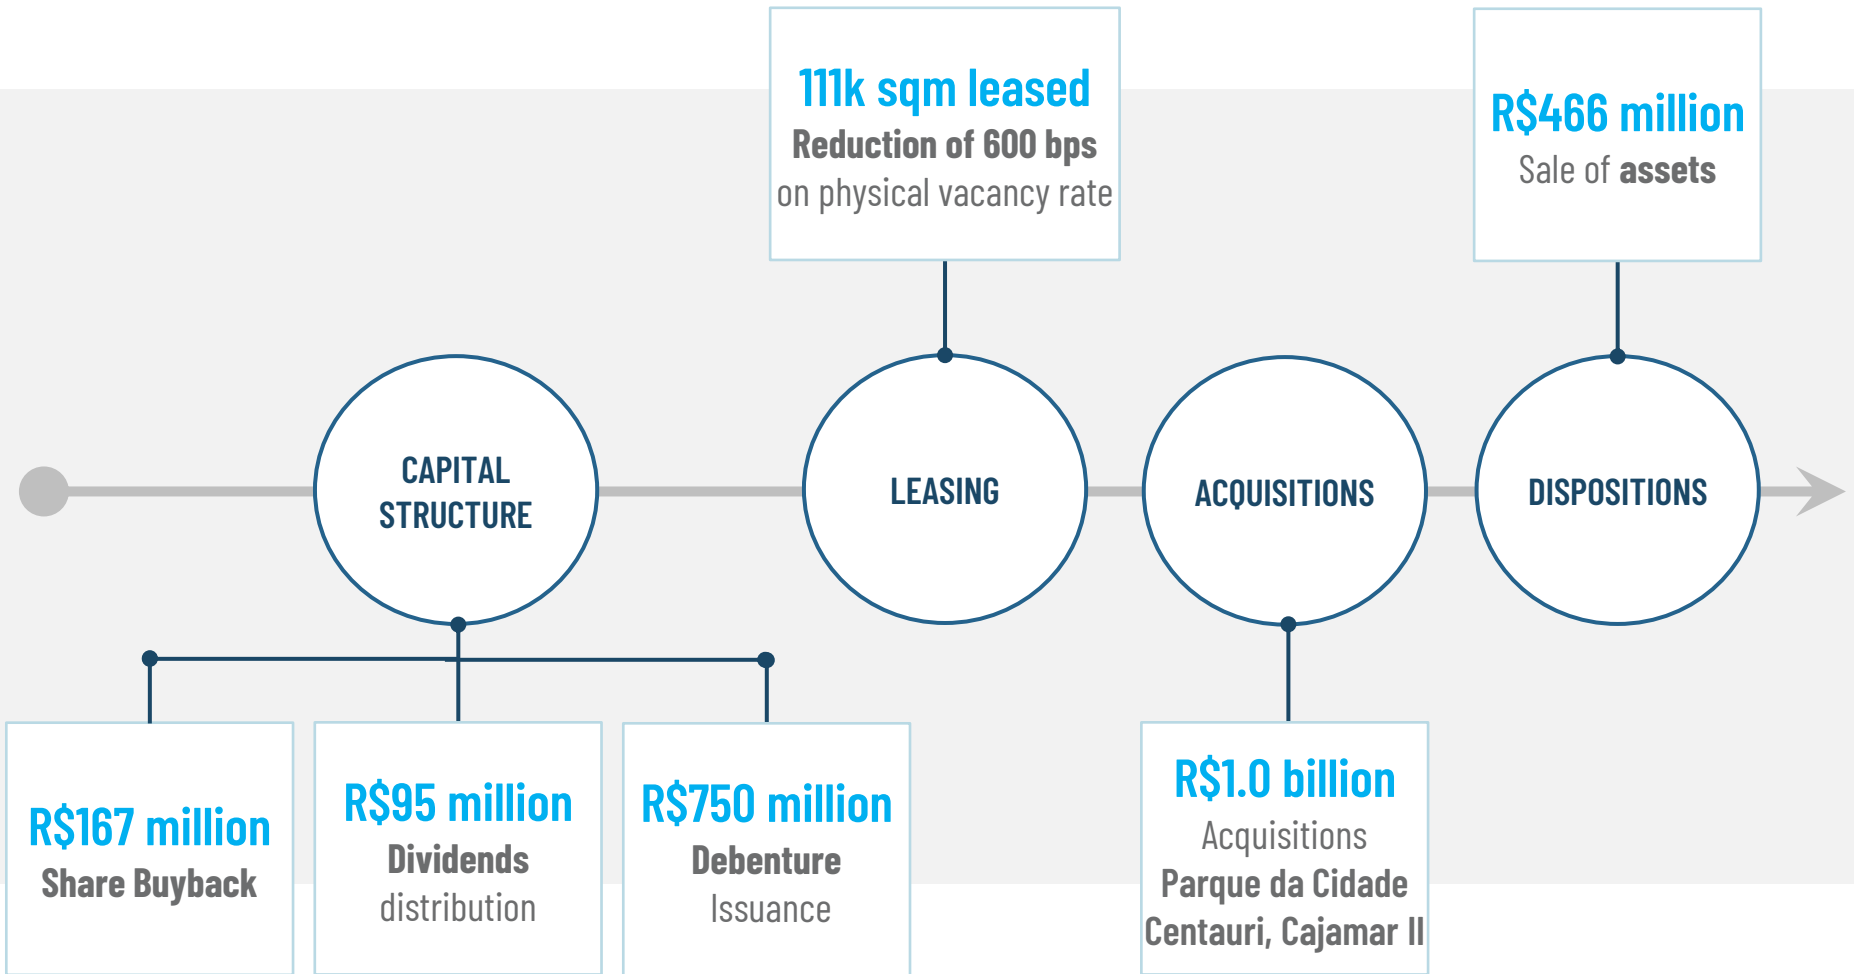 111k sqm leased
Reduction of 600 bps
on physical vacancy rate
R$466 million
Sale of assets
CAPITAL
STRUCTURE
LEASING
ACQUISITIONS
DISPOSITIONS
R$167 million
Share Buyback
R$95 million
Dividends
distribution
R$750 million
Debenture
Issuance
R$1.0 billion
Acquisitions
Parque da Cidade
Centauri, Cajamar II